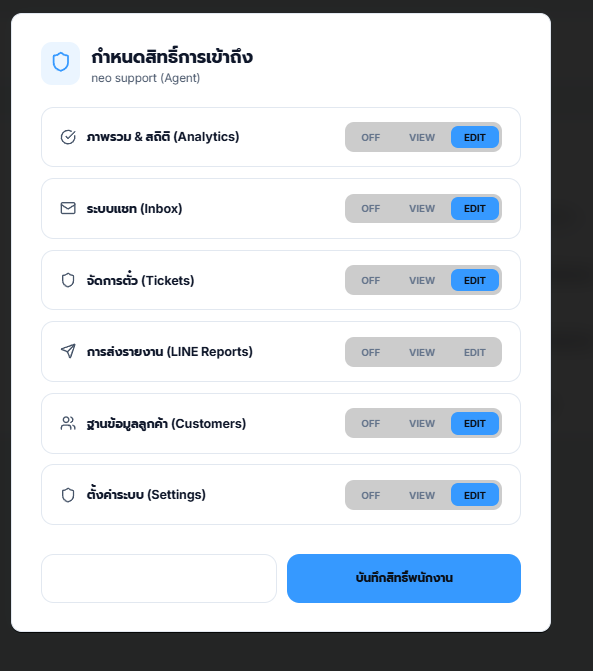 กำหนดสิทธิ์การเข้าถึง
neo support (Agent)
ภาพรวม & สถิติ (Analytics) OFF VIEW EDIT
ระบบแชท (Inbox) OFF VIEW EDIT
จัดการตั๋ว (Tickets) OFF VIEW EDIT
การส่งรายงาน (LINE Reports) OFF VIEW EDIT
ฐานข้อมูลลูกค้า (Customers) OFF VIEW EDIT
ตั้งค่าระบบ (Settings) OFF VIEW EDIT
บันทึกสิทธิ์พนักงาน